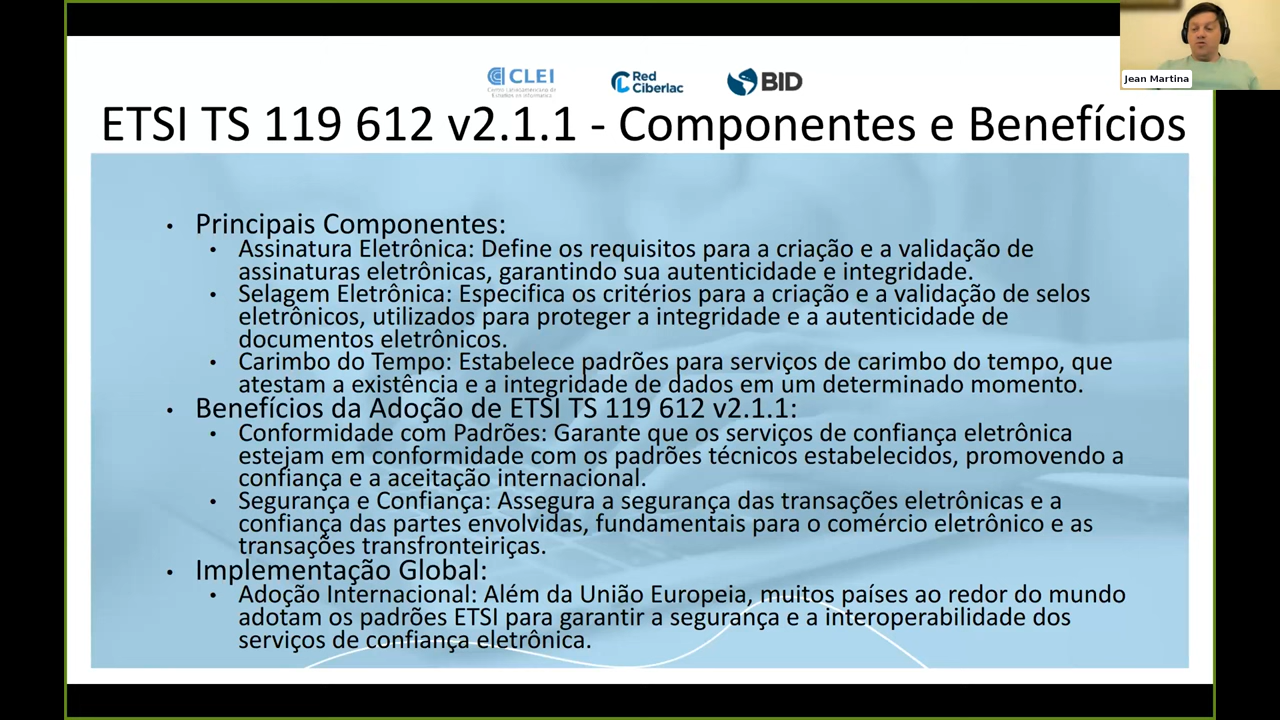 CLEI
Centro Latinoamericano de
Estudios en Informática
Red
Ciberlac
BID
Jean Martina
ETSI TS 119 612 v2.1.1 - Componentes e Benefícios
• Principais Componentes:
• Assinatura Eletrônica: Define os requisitos para a criação e a validação de
assinaturas eletrônicas, garantindo sua autenticidade e integridade.
• Selagem Eletrônica: Especifica os critérios para a criação e a validação de selos
eletrônicos, utilizados para proteger a integridade e a autenticidade de
documentos eletrônicos.
• Carimbo do Tempo: Estabelece padrões para serviços de carimbo do tempo, que
atestam a existência e a integridade de dados em um determinado momento.
• Benefícios da Adoção de ETSI TS 119 612 v2.1.1:
• Conformidade com Padrões: Garante que os serviços de confiança eletrônica
estejam em conformidade com os padrões técnicos estabelecidos, promovendo a
confiança e a aceitação internacional.
• Segurança e Confiança: Assegura a segurança das transações eletrônicas e a
confiança das partes envolvidas, fundamentais para o comércio eletrônico e as
transações transfronteiriças.
• Implementação Global:
• Adoção Internacional: Além da União Europeia, muitos países ao redor do mundo
adotam os padrões ETSI para garantir a segurança e a interoperabilidade dos
serviços de confiança eletrônica.